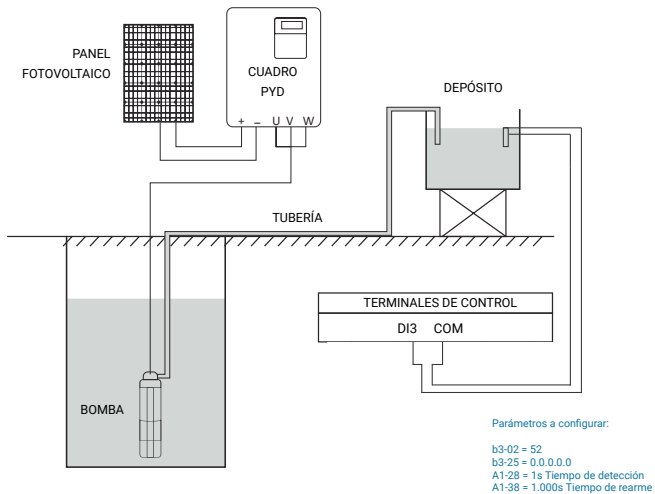 PANEL
FOTOVOLTAICO
CUADRO
PYD
+ – U V W
DEPÓSITO
TUBERÍA
TERMINALES DE CONTROL
DI3 COM
BOMBA
Parámetros a configurar:
b3-02 = 52
b3-25 = 0.0.0.0.0
A1-28 = 1s Tiempo de detección
A1-38 = 1.000s Tiempo de rearme